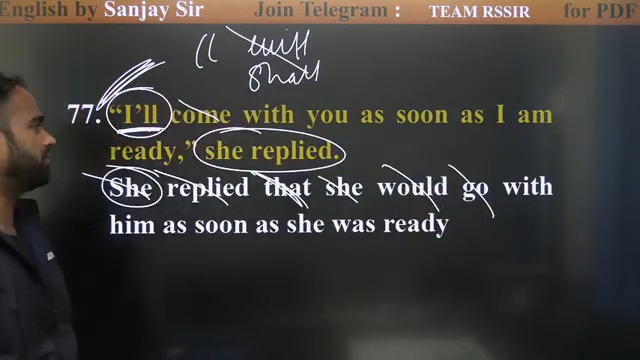 English by Sanjay Sir Join Telegram : TEAM RSSIR for PDF
will
shall
77. “I’ll come with you as soon as I am
ready,” she replied.
She replied that she would go with
him as soon as she was ready